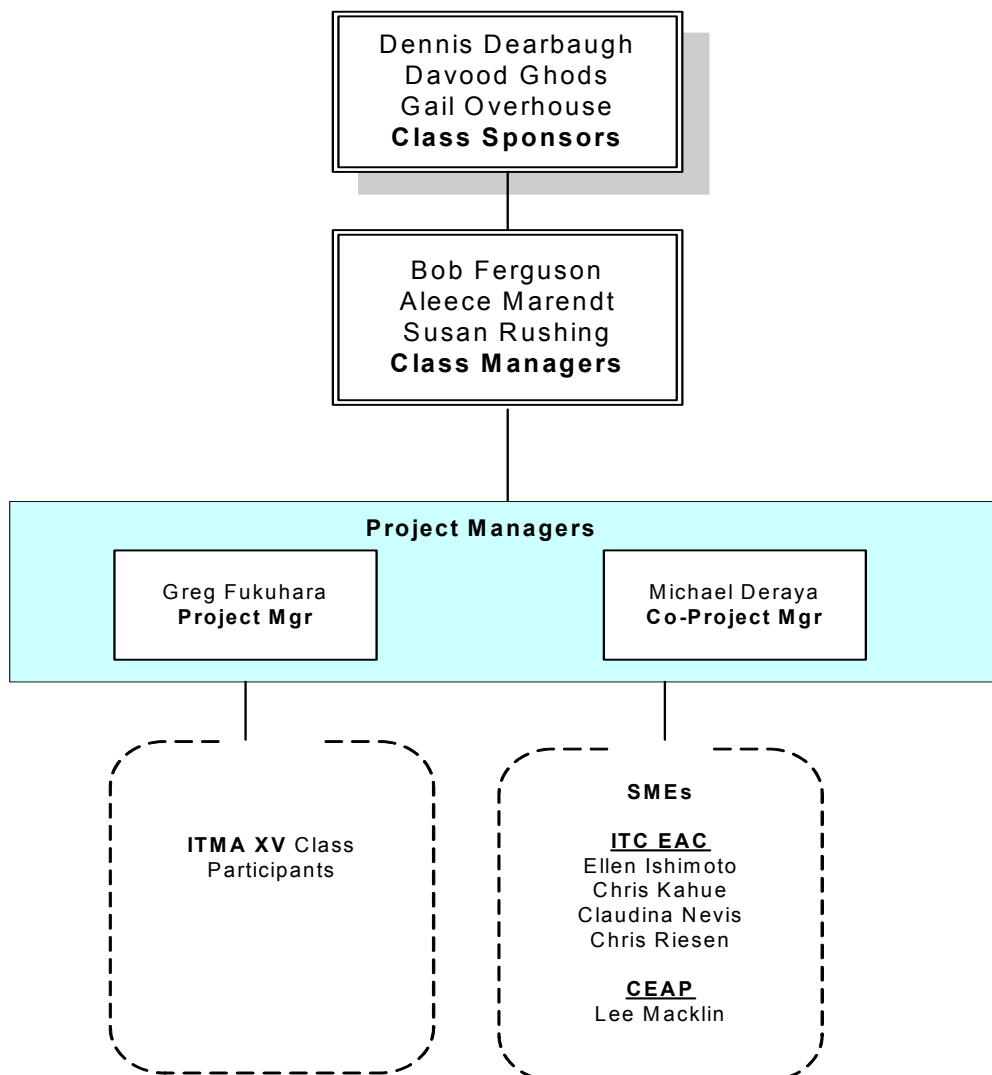 Dennis Dearbaugh
Davood Ghods
Gail Overhouse
Class Sponsors
Bob Ferguson
Aleece Marendt
Susan Rushing
Class Managers
Project Managers
Greg Fukuhara
Project Mgr
Michael Deraya
Co-Project Mgr
ITMA XV Class
Participants
SMEs
ITC EAC
Ellen Ishimoto
Chris Kahue
Claudina Nevis
Chris Riesen
CEAP
Lee Macklin